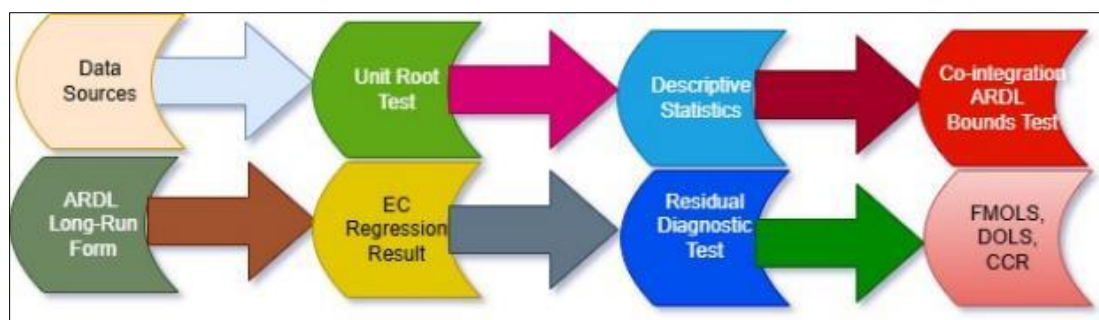 Data
Sources
Unit Root
Test
Descriptive
Statistics
Co-integration
ARDL
Bounds Test
ARDL
Long-Run
Form
EC
Regression
Result
Residual
Diagnostic
Test
FMOLS,
DOLS,
CCR